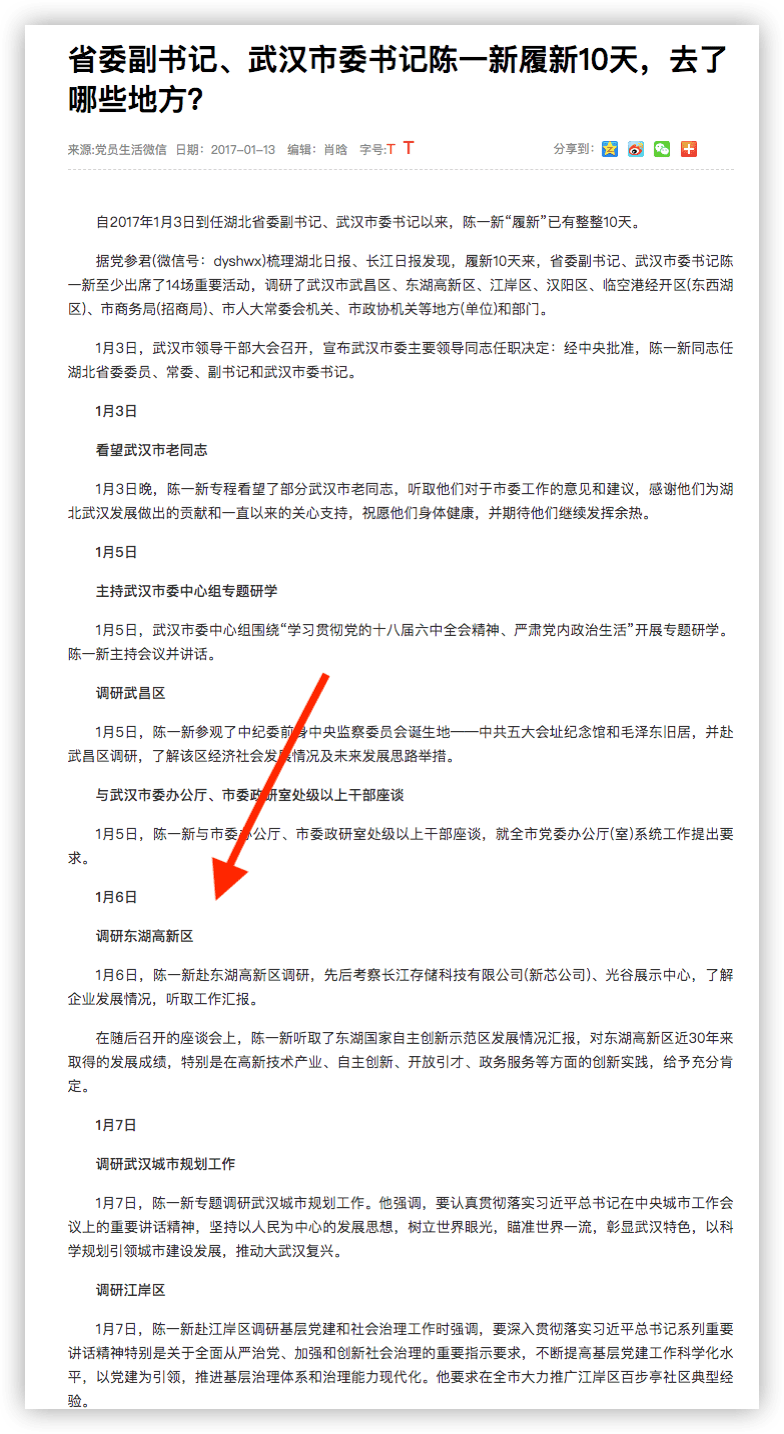 省委副书记、武汉市委书记陈一新履新10天，去了
哪些地方？
来源:党员生活微信 日期：2017-01-13 编辑：肖晗 字号:T T
分享到：
自2017年1月3日到任湖北省委副书记、武汉市委书记以来，陈一新“履新”已有整整10天。
据党参君(微信号：dyshwx)梳理湖北日报、长江日报发现，履新10天来，省委副书记、武汉市委书记陈
一新至少出席了14场重要活动，调研了武汉市武昌区、东湖高新区、江岸区、汉阳区、临空港经开区(东西湖
区)、市商务局(招商局)、市人大常委会机关、市政协机关等地方(单位)和部门。
1月3日，武汉市领导干部大会召开，宣布武汉市委主要领导同志任职决定：经中央批准，陈一新同志任
湖北省委委员、常委、副书记和武汉市委书记。
1月3日
看望武汉市老同志
1月3日晚，陈一新专程看望了部分武汉市老同志，听取他们对于市委工作的意见和建议，感谢他们为湖
北武汉发展做出的贡献和一直以来的关心支持，祝愿他们身体健康，并期待他们继续发挥余热。
1月5日
主持武汉市委中心组专题研学
1月5日，武汉市委中心组围绕“学习贯彻党的十八届六中全会精神、严肃党内政治生活”开展专题研学。
陈一新主持会议并讲话。
调研武昌区
1月5日，陈一新参观了中纪委前身中央监察委员会诞生地——中共五大会址纪念馆和毛泽东旧居，并赴
武昌区调研，了解该区经济社会发展情况及未来发展思路举措。
与武汉市委办公厅、市委政研室处级以上干部座谈
1月5日，陈一新与市委办公厅、市委政研室处级以上干部座谈，就全市党委办公厅(室)系统工作提出要
求。
1月6日
调研东湖高新区
1月6日，陈一新赴东湖高新区调研，先后考察长江存储科技有限公司(新芯公司)、光谷展示中心，了解
企业发展情况，听取工作汇报。
在随后召开的座谈会上，陈一新听取了东湖国家自主创新示范区发展情况汇报，对东湖高新区近30年来
取得的发展成绩，特别是在高新技术产业、自主创新、开放引才、政务服务等方面的创新实践，给予充分肯
定。
1月7日
调研武汉城市规划工作
1月7日，陈一新专题调研武汉城市规划工作。他强调，要认真贯彻落实习近平总书记在中央城市工作会
议上的重要讲话精神，坚持以人民为中心的发展思想，树立世界眼光，瞄准世界一流，彰显武汉特色，以科
学规划引领城市建设发展，推动大武汉复兴。
调研江岸区
1月7日，陈一新赴江岸区调研基层党建和社会治理工作时强调，要深入贯彻落实习近平总书记系列重要
讲话精神特别是关于全面从严治党、加强和创新社会治理的重要指示要求，不断提高基层党建工作科学化水
平，以党建为引领，推进基层治理体系和治理能力现代化。他要求在全市大力推广江岸区百步亭社区典型经
验。